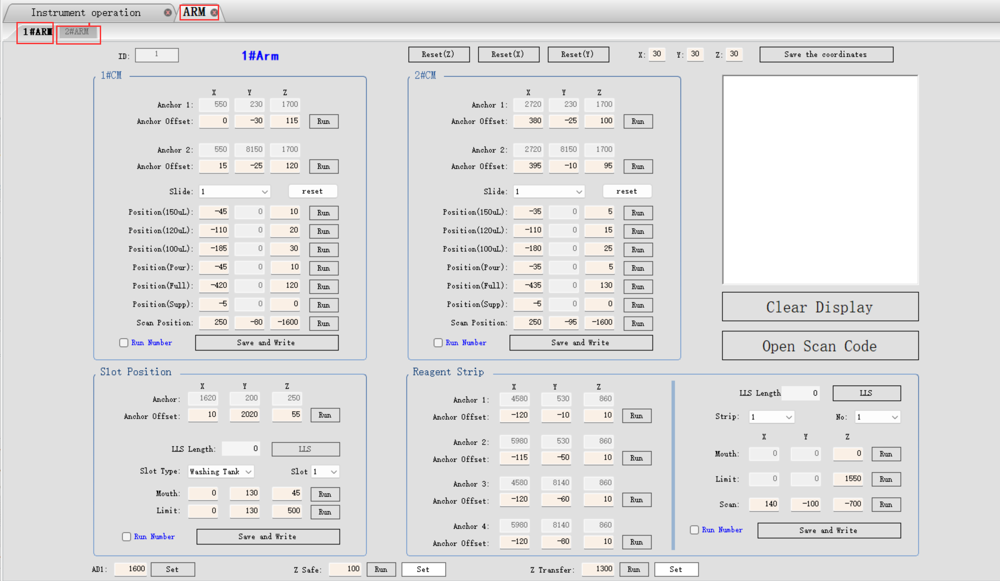 Instrument operation ARM
1#ARM 2#ARM
ID: 1 1#Arm Reset(Z) Reset(X) Reset(Y) X: 30 Y: 30 Z: 30 Save the coordinates
1#CM
X Y Z
Anchor 1: 550 230 1700
Anchor Offset: 0 -30 115 Run
Anchor 2: 550 8150 1700
Anchor Offset: 15 -25 120 Run
Slide: 1 reset
Position(150uL): -45 0 10 Run
Position(120uL): -110 0 20 Run
Position(100uL): -185 0 30 Run
Position(Pour): -45 0 10 Run
Position(Full): -420 0 120 Run
Position(Supp): -5 0 0 Run
Scan Position: 250 -80 -1600 Run
Run Number Save and Write
2#CM
X Y Z
Anchor 1: 2720 230 1700
Anchor Offset: 380 -25 100 Run
Anchor 2: 2720 8150 1700
Anchor Offset: 395 -10 95 Run
Slide: 1 reset
Position(150uL): -35 0 5 Run
Position(120uL): -110 0 15 Run
Position(100uL): -180 0 25 Run
Position(Pour): -35 0 5 Run
Position(Full): -435 0 130 Run
Position(Supp): -5 0 0 Run
Scan Position: 250 -95 -1600 Run
Run Number Save and Write
Clear Display
Open Scan Code
Slot Position
X Y Z
Anchor: 1620 200 250
Anchor Offset: 10 2020 55 Run
LLS Length: 0 LLS
Slot Type: Washing Tank Slot 1
Mouth: 0 130 45 Run
Limit: 0 130 500 Run
Run Number Save and Write
Reagent Strip
X Y Z
Anchor 1: 4580 530 860
Anchor Offset: -120 -10 10 Run
Anchor 2: 5980 530 860
Anchor Offset: -115 -50 10 Run
Anchor 3: 4580 8140 860
Anchor Offset: -120 -60 10 Run
Anchor 4: 5980 8140 860
Anchor Offset: -120 -80 10 Run
LLS Length 0 LLS
Strip: 1 No: 1
X Y Z
Mouth: 0 0 0 Run
Limit: 0 0 1550 Run
Scan: 140 -100 -700 Run
Run Number Save and Write
AD1: 1600 Set Z Safe: 100 Run Set Z Transfer: 1300 Run Set